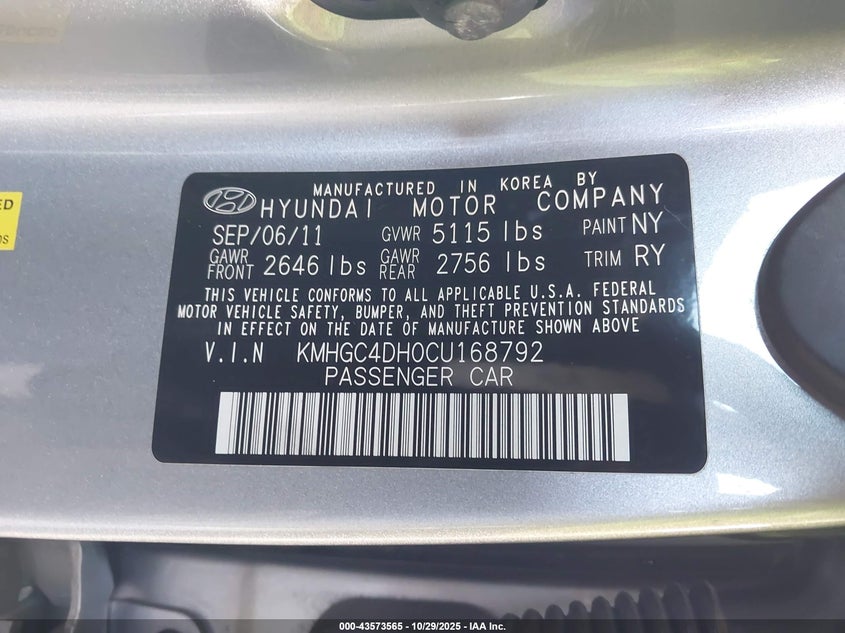 MANUFACTURED IN KOREA BY
HYUNDAI MOTOR COMPANY
SEP/06/11 GVWR 5115 lbs PAINT NY
GAWR FRONT 2646 lbs GAWR REAR 2756 lbs TRIM RY
THIS VEHICLE CONFORMS TO ALL APPLICABLE U.S.A. FEDERAL
MOTOR VEHICLE SAFETY, BUMPER, AND THEFT PREVENTION STANDARDS
IN EFFECT ON THE DATE OF MANUFACTURE SHOWN ABOVE
V.I.N KMHGC4DH0CU168792
PASSENGER CAR
000-43573565 - 10/29/2025 - IAA Inc.